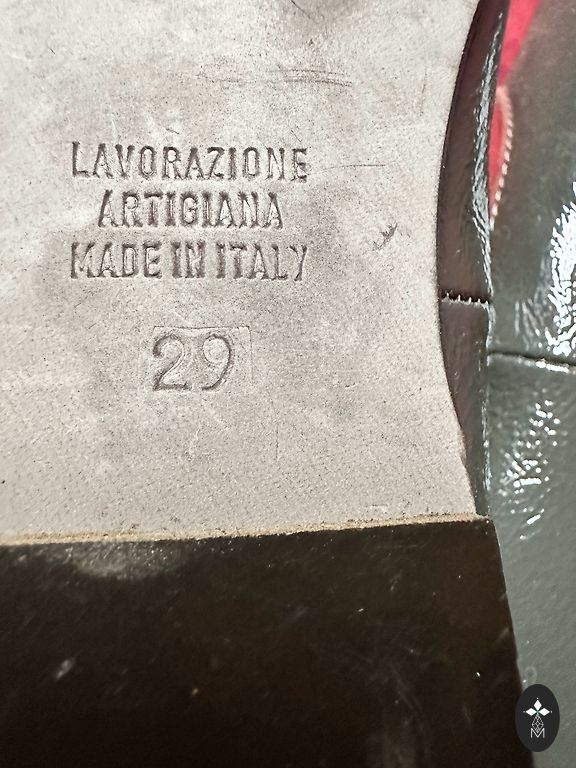 LAVORAZIONE
ARTIGIANA
MADE IN ITALY
29
M